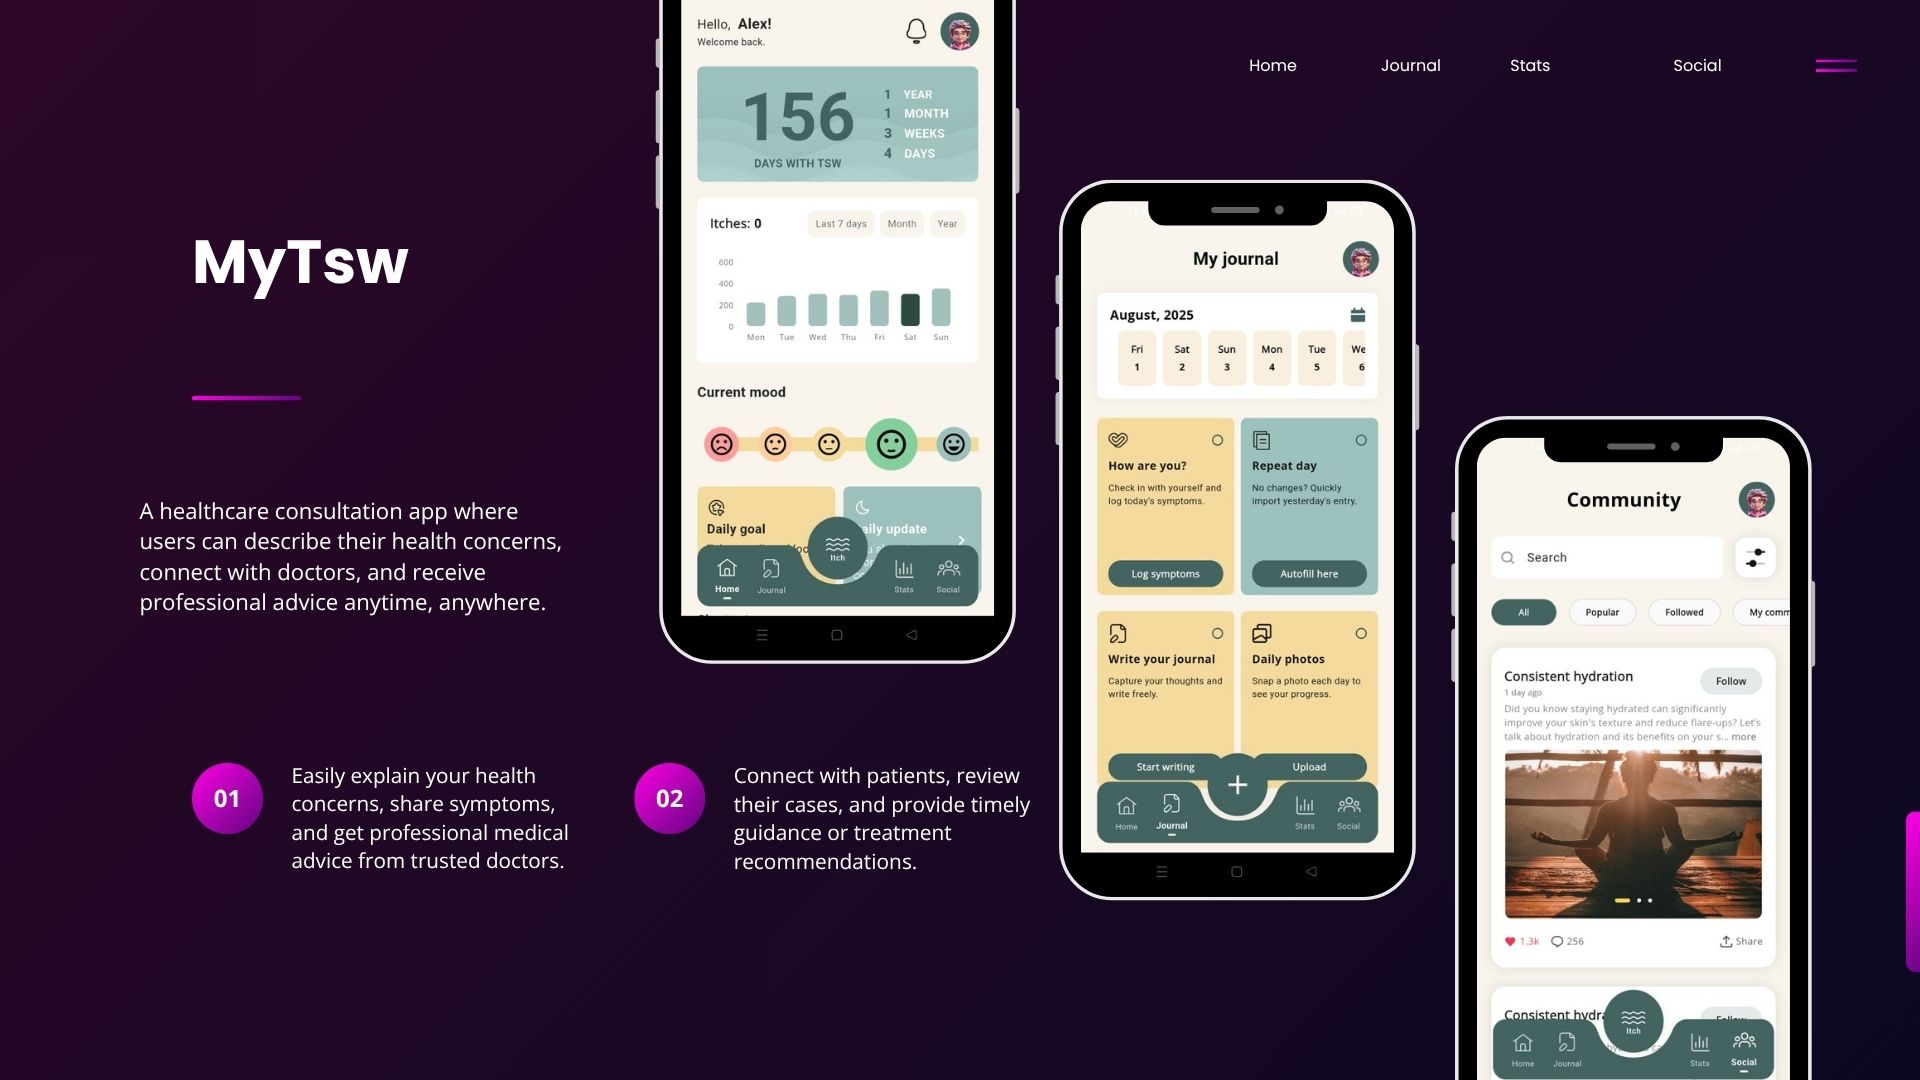 Home Journal Stats Social
MyTsw
A healthcare consultation app where
users can describe their health concerns,
connect with doctors, and receive
professional advice anytime, anywhere.
01
Easily explain your health
concerns, share symptoms,
and get professional medical
advice from trusted doctors.
02
Connect with patients, review
their cases, and provide timely
guidance or treatment
recommendations.
Hello, Alex!
Welcome back.
156
DAYS WITH TSW
1 YEAR
1 MONTH
3 WEEKS
4 DAYS
Itches: 0
Last 7 days Month Year
600
400
200
0
Mon Tue Wed Thu Fri Sat Sun
Current mood
Daily goal
aily update
Itch
Home Journal Stats Social
My journal
August, 2025
Fri Sat Sun Mon Tue We
1 2 3 4 5 6
How are you?
Check in with yourself and
log today's symptoms.
Log symptoms
Repeat day
No changes? Quickly
import yesterday's entry.
Autofill here
Write your journal
Capture your thoughts and
write freely.
Start writing
Daily photos
Snap a photo each day to
see your progress.
Upload
+
Home Journal Stats Social
Community
Search
All Popular Followed My comm
Consistent hydration
Follow
1 day ago
Did you know staying hydrated can significantly
improve your skin's texture and reduce flare-ups? Let's
talk about hydration and its benefits on your s... more
1.3k 256 Share
Consistent hydra
Follow
Itch
Home Journal Stats Social